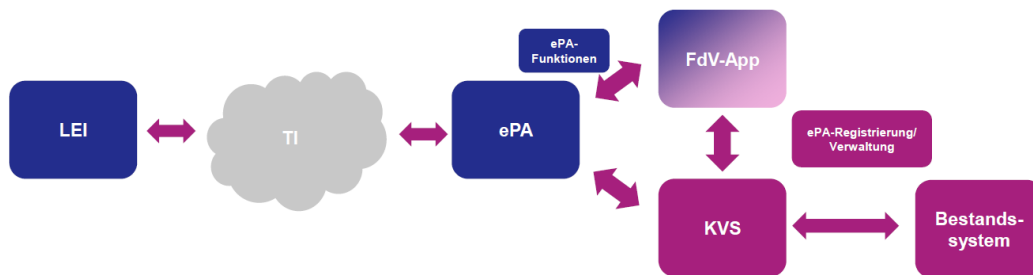 ePA-
Funktionen
FdV-App
LEI
TI
ePA
ePA-Registrierung/
Verwaltung
KVS
Bestands-
system